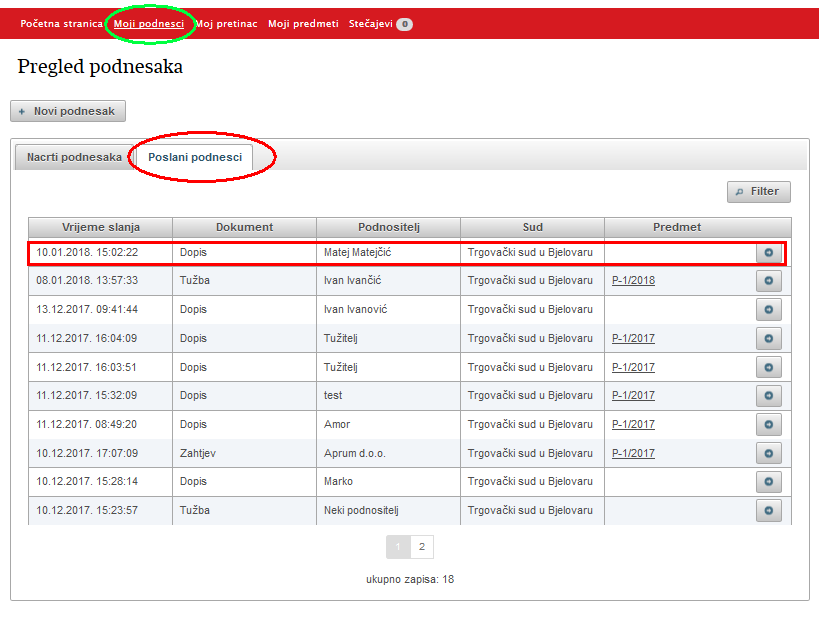 Početna stranica Moji podnesci Moj pretinac Moji predmeti Stečajevi 0
Pregled podnesaka
+ Novi podnesak
Nacrti podnesaka Poslani podnesci
Filter
Vrijeme slanja Dokument Podnositelj Sud Predmet
10.01.2018. 15:02:22 Dopis Matej Matejčić Trgovački sud u Bjelovaru
08.01.2018. 13:57:33 Tužba Ivan Ivančić Trgovački sud u Bjelovaru P-1/2018
13.12.2017. 09:41:44 Dopis Ivan Ivanović Trgovački sud u Bjelovaru
11.12.2017. 16:04:09 Dopis Tužitelj Trgovački sud u Bjelovaru P-1/2017
11.12.2017. 16:03:51 Dopis Tužitelj Trgovački sud u Bjelovaru P-1/2017
11.12.2017. 15:32:09 Dopis test Trgovački sud u Bjelovaru P-1/2017
11.12.2017. 08:49:20 Dopis Amor Trgovački sud u Bjelovaru P-1/2017
10.12.2017. 17:07:09 Zahtjev Aprum d.o.o. Trgovački sud u Bjelovaru P-1/2017
10.12.2017. 15:28:14 Dopis Marko Trgovački sud u Bjelovaru
10.12.2017. 15:23:57 Tužba Neki podnositelj Trgovački sud u Bjelovaru
1 2
ukupno zapisa: 18